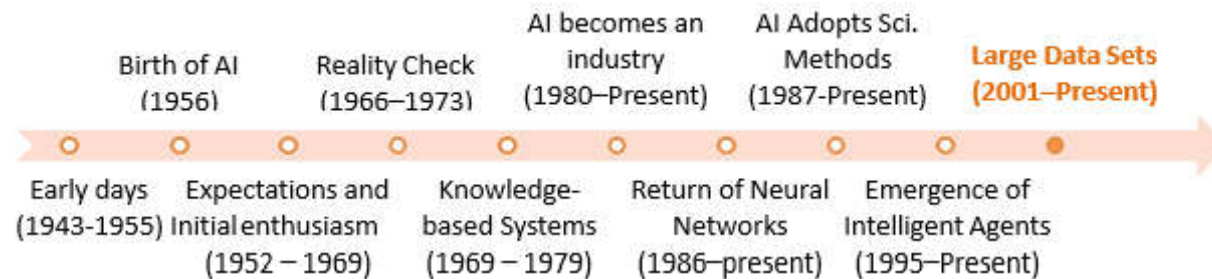 Birth of AI
(1956)
Reality Check
(1966–1973)
AI becomes an
industry
(1980–Present)
AI Adopts Sci.
Methods
(1987-Present)
Large Data Sets
(2001–Present)
Early days
(1943-1955)
Expectations and
Initial enthusiasm
(1952 – 1969)
Knowledge-
based Systems
(1969 – 1979)
Return of Neural
Networks
(1986–present)
Emergence of
Intelligent Agents
(1995–Present)